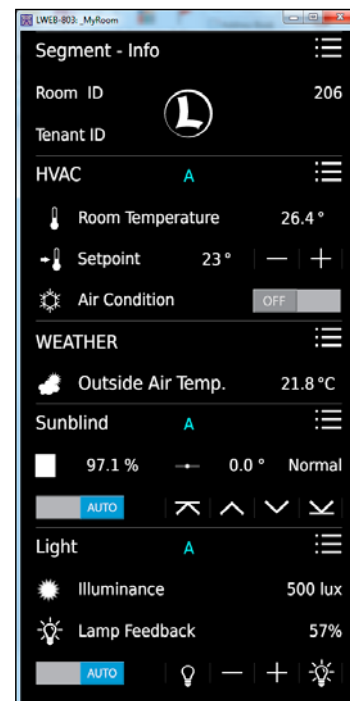 LWEB-803: _MyRoom
Segment - Info
Room ID 206
L
Tenant ID
HVAC A
Room Temperature 26.4°
Setpoint 23° — +
Air Condition OFF
WEATHER
Outside Air Temp. 21.8 °C
Sunblind A
97.1 % 0.0 ° Normal
AUTO
Light A
Illuminance 500 lux
Lamp Feedback 57%
AUTO — +